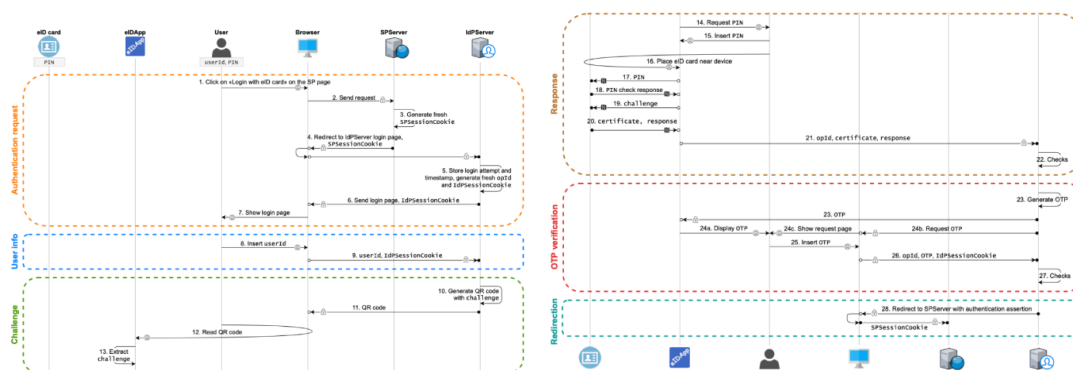 eID card
eIDApp
User
Browser
SPServer
IdPServer
PIN
eIDApp
userId, PIN
Authentication request
1. Click on «Login with eID card» on the SP page
2. Send request
3. Generate fresh
SPSessionCookie
4. Redirect to IdPServer login page,
SPSessionCookie
5. Store login attempt and
timestamp, generate fresh opId
and IdPSessionCookie
6. Send login page, IdPSessionCookie
7. Show login page
User info
8. Insert userId
9. userId, IdPSessionCookie
Challenge
10. Generate QR code
with challenge
11. QR code
12. Read QR code
13. Extract
challenge
Response
14. Request PIN
15. Insert PIN
16. Place eID card near device
17. PIN
18. PIN check response
19. challenge
20. certificate, response
21. opId, certificate, response
22. Checks
OTP verification
23. Generate OTP
23. OTP
24a. Display OTP
24c. Show request page
24b. Request OTP
25. Insert OTP
26. opId, OTP, IdPSessionCookie
27. Checks
Redirection
28. Redirect to SPServer with authentication assertion
SPSessionCookie
eIDApp